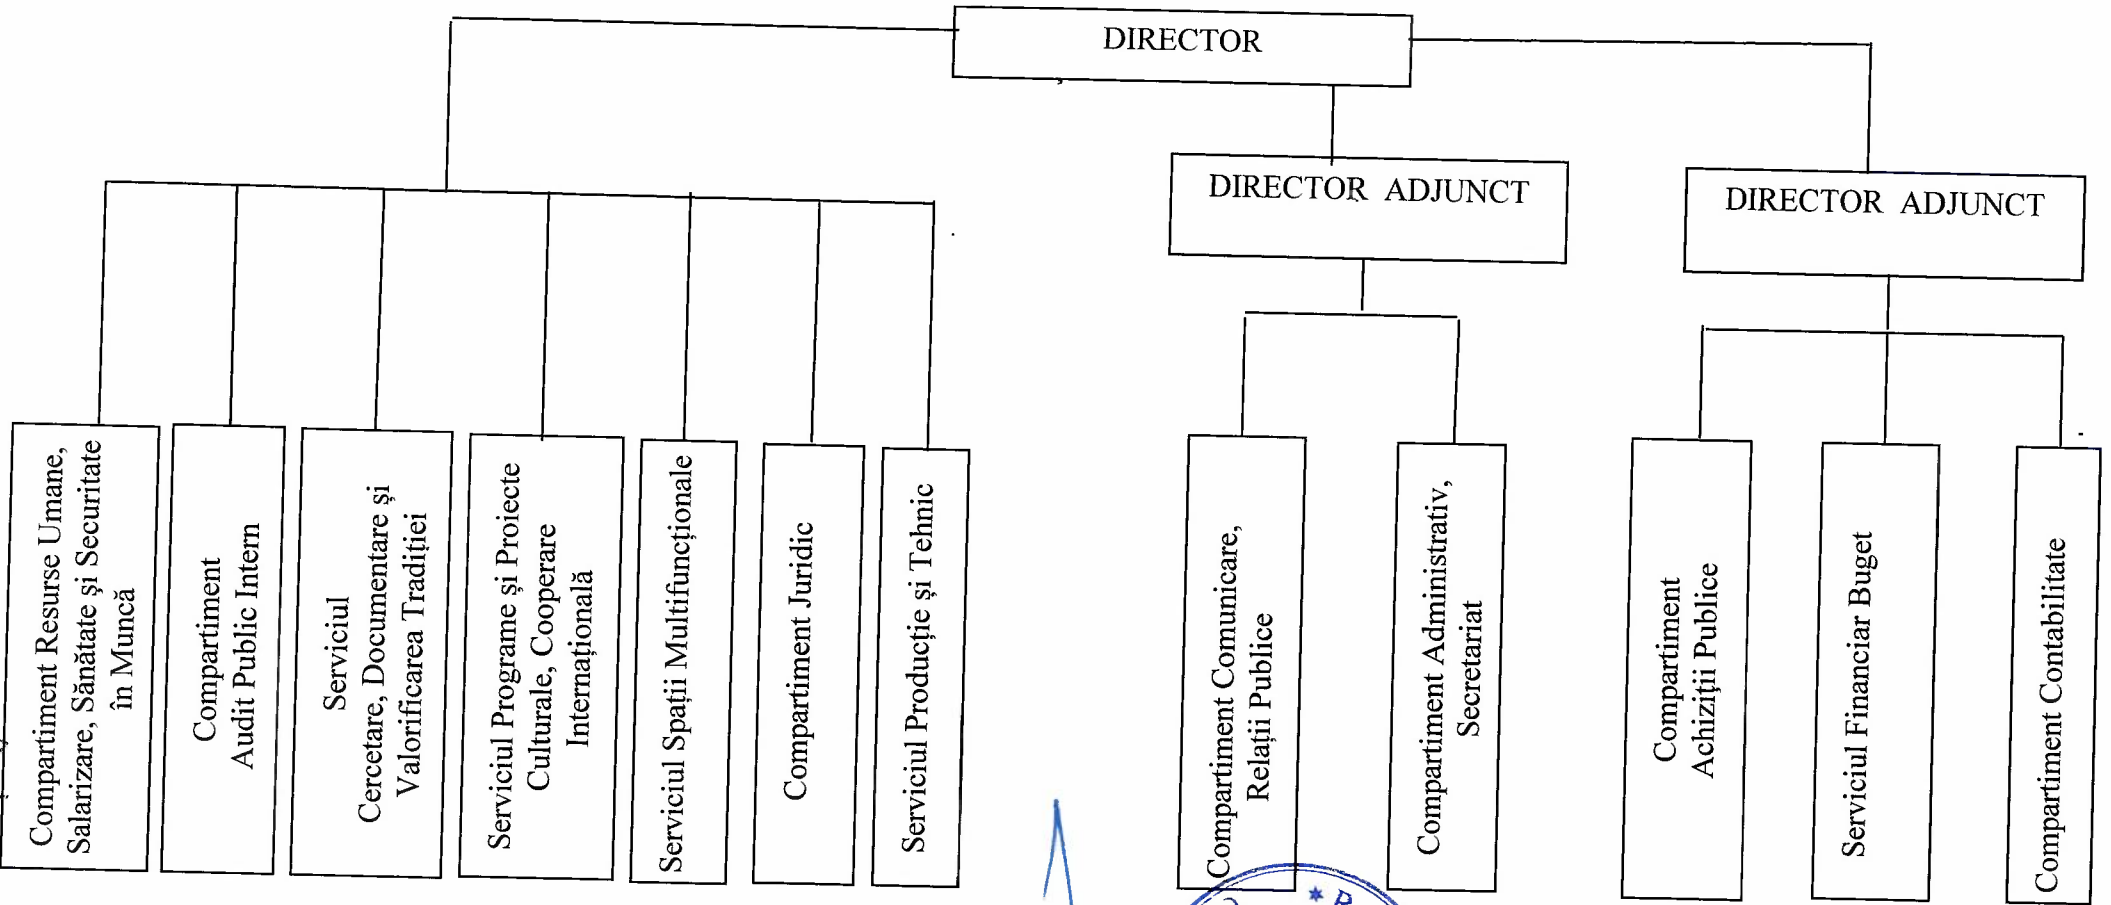 DIRECTOR
DIRECTOR ADJUNCT
DIRECTOR ADJUNCT
Compartiment Resurse Umane,
Salarizare, Sănătate și Securitate
în Muncă
Compartiment
Audit Public Intern
Serviciul
Cercetare, Documentare și
Valorificarea Tradiției
Serviciul Programe și Proiecte
Culturale, Cooperare
Internațională
Serviciul Spații Multifuncționale
Compartiment Juridic
Serviciul Producție și Tehnic
Compartiment Comunicare,
Relații Publice
Compartiment Administrativ,
Secretariat
Compartiment
Achiziții Publice
Serviciul Financiar Buget
Compartiment Contabilitate